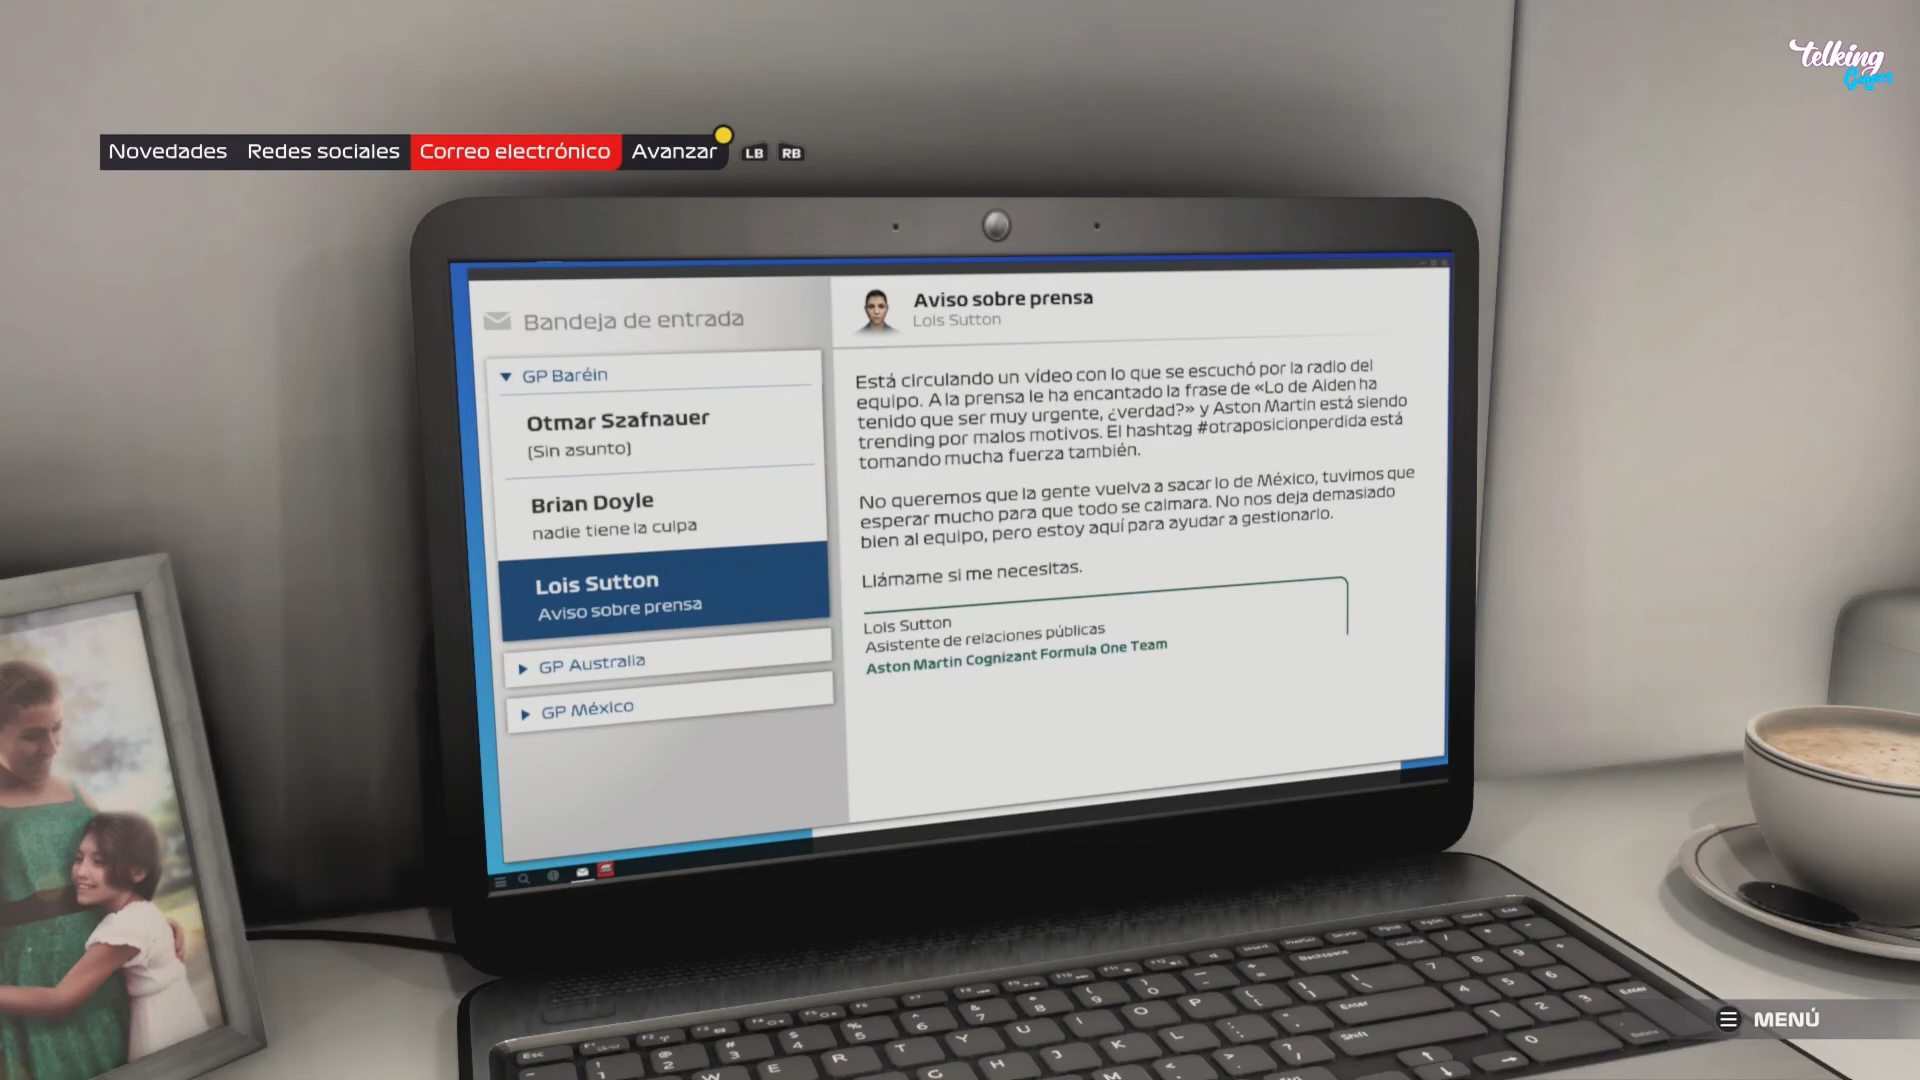 telking
Games
Novedades
Redes sociales
Correo electrónico
Avanzar
LB
RB
Bandeja de entrada
GP Baréin
Otmar Szafnauer
(Sin asunto)
Brian Doyle
nadie tiene la culpa
Lois Sutton
Aviso sobre prensa
GP Australia
GP México
Aviso sobre prensa
Lois Sutton
Está circulando un vídeo con lo que se escuchó por la radio del
equipo. A la prensa le ha encantado la frase de «Lo de Aiden ha
tenido que ser muy urgente, ¿verdad?» y Aston Martin está siendo
trending por malos motivos. El hashtag #otraposicionperdida está
tomando mucha fuerza también.
No queremos que la gente vuelva a sacar lo de México, tuvimos que
esperar mucho para que todo se calmara. No nos deja demasiado
bien al equipo, pero estoy aquí para ayudar a gestionarlo.
Llámame si me necesitas.
Lois Sutton
Asistente de relaciones públicas
Aston Martin Cognizant Formula One Team
Backspace
Enter
Shift
Esc
MENÚ